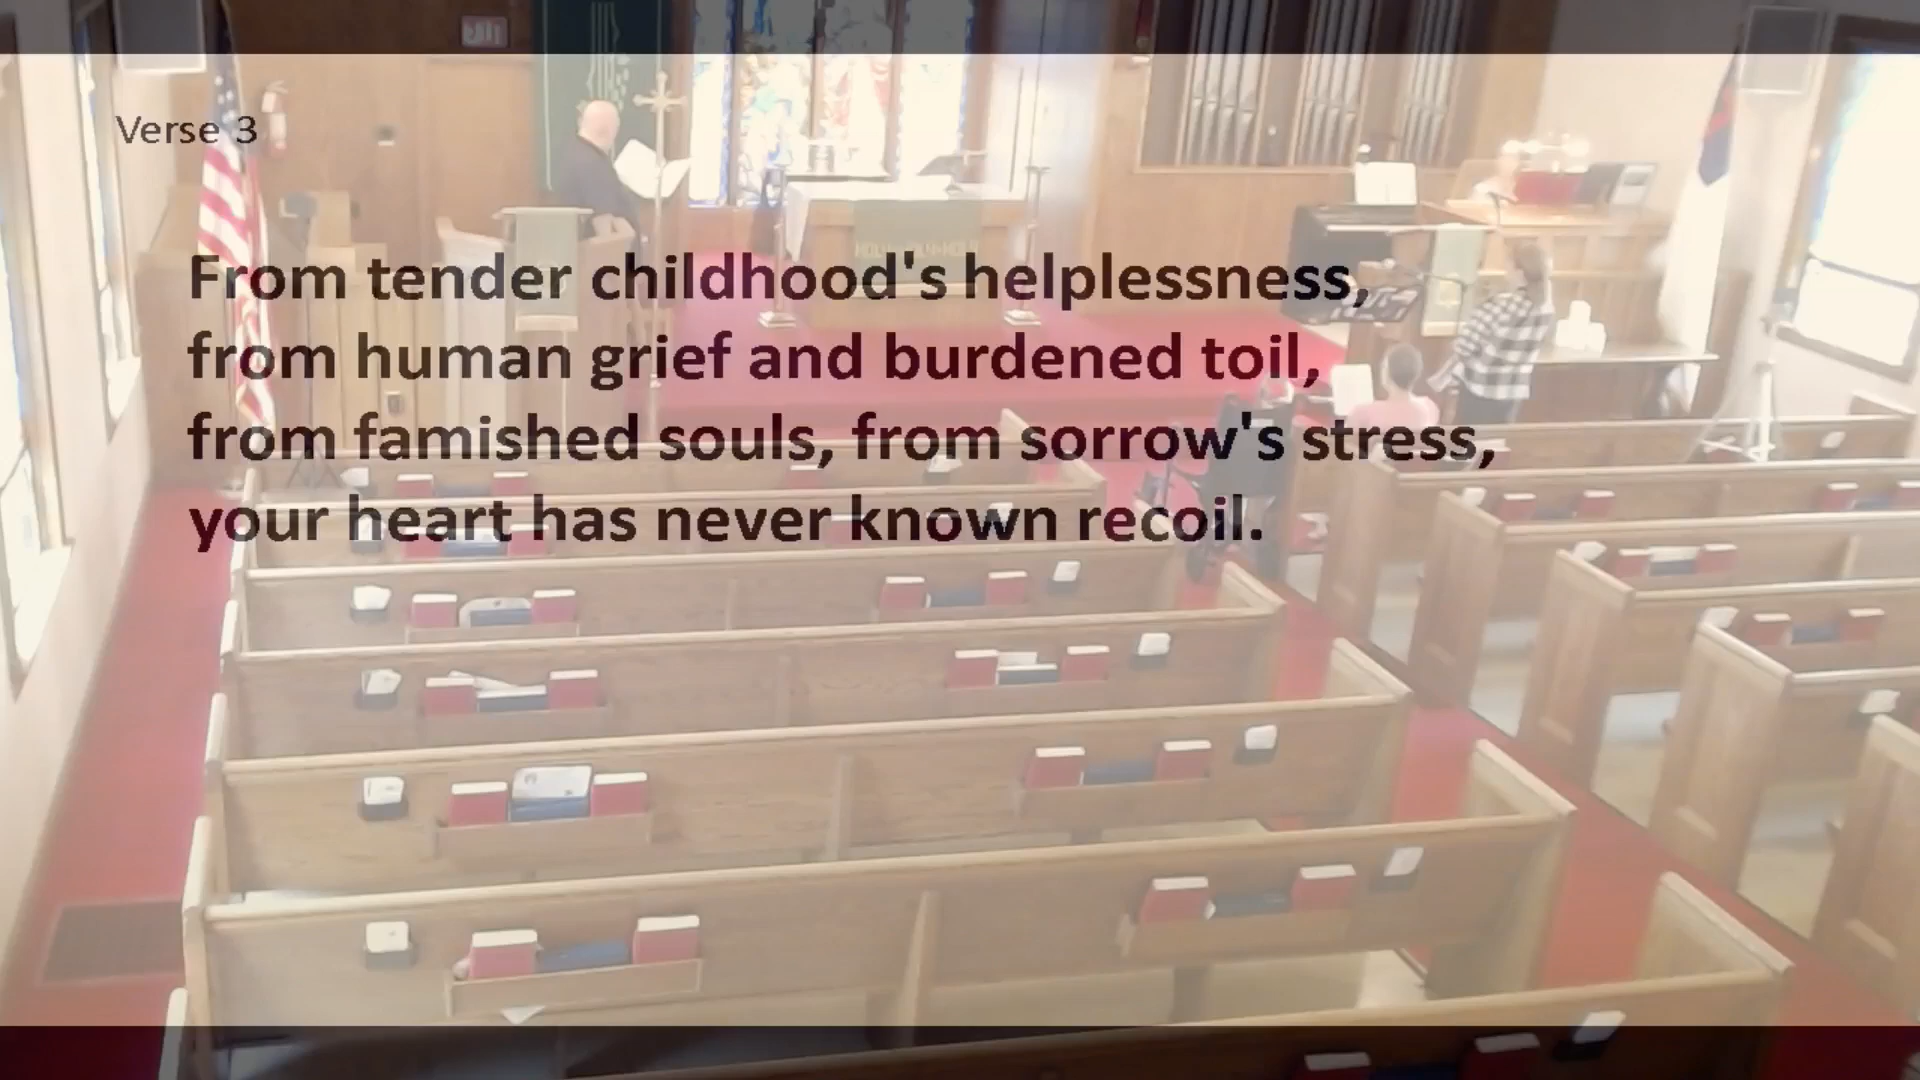 Verse 3
From tender childhood's helplessness,
from human grief and burdened toil,
from famished souls, from sorrow's stress,
your heart has never known recoil.